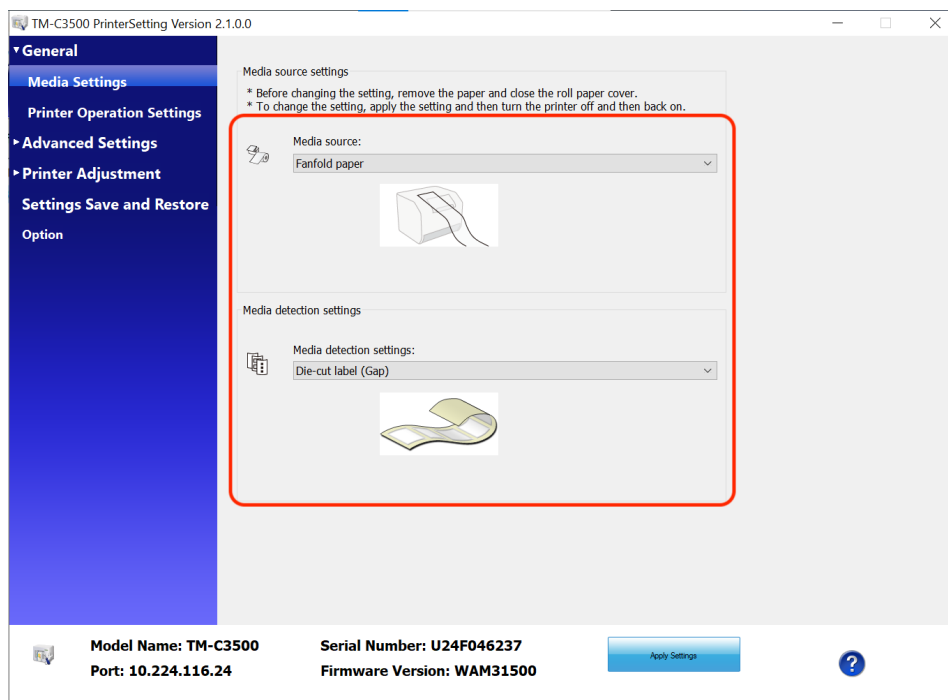 TM-C3500 PrinterSetting Version 2.1.0.0
General
Media Settings
Printer Operation Settings
Advanced Settings
Printer Adjustment
Settings Save and Restore
Option
Media source settings
* Before changing the setting, remove the paper and close the roll paper cover.
* To change the setting, apply the setting and then turn the printer off and then back on.
Media source:
Fanfold paper
Media detection settings
Media detection settings:
Die-cut label (Gap)
Model Name: TM-C3500
Serial Number: U24F046237
Port: 10.224.116.24
Firmware Version: WAM31500
Apply Settings
?